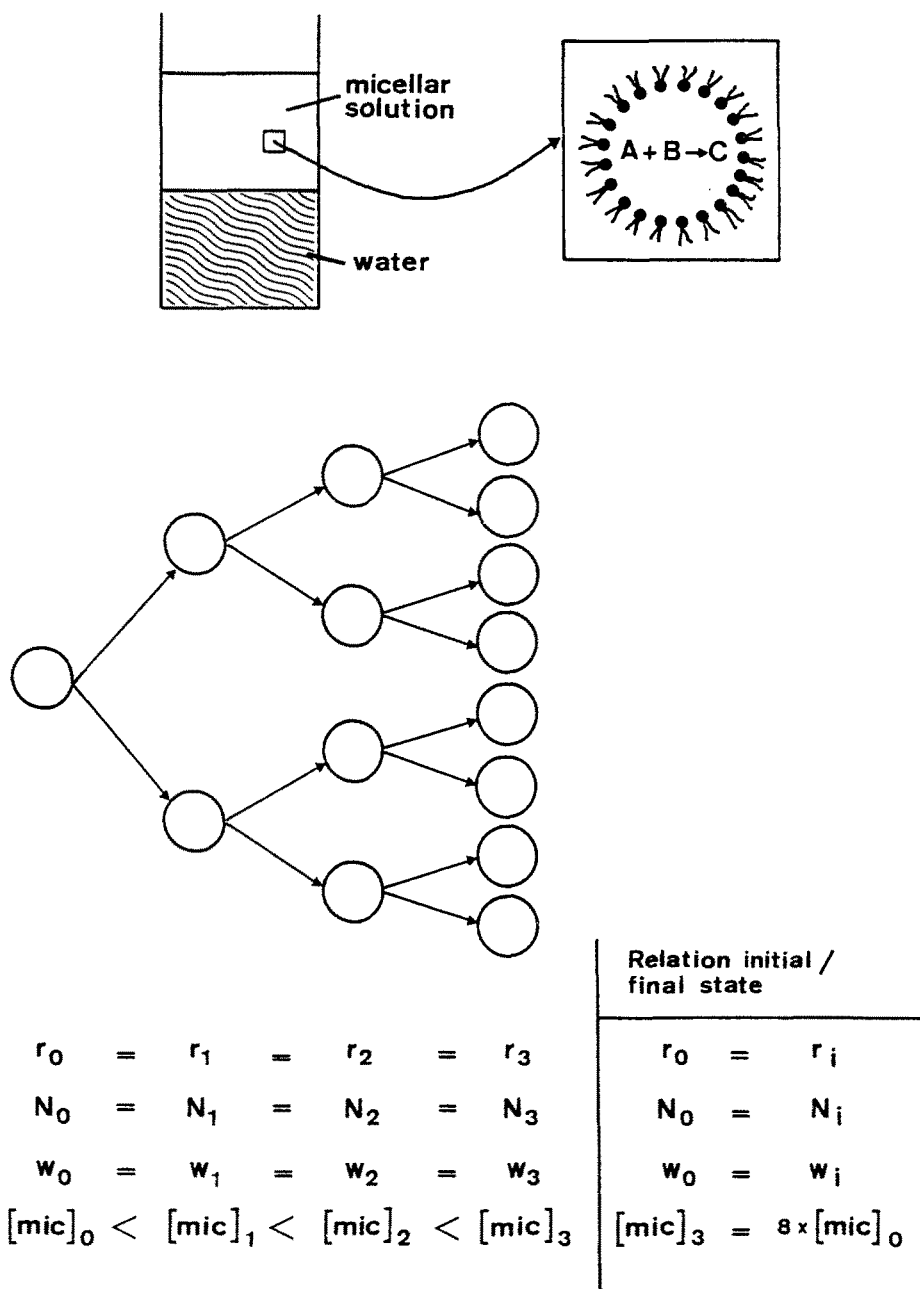 micellar
solution
A + B → C
water
Relation initial /
final state
r₀ = r₁ = r₂ = r₃
r₀ = rᵢ
N₀ = N₁ = N₂ = N₃
N₀ = Nᵢ
w₀ = w₁ = w₂ = w₃
w₀ = wᵢ
[mic]₀ < [mic]₁ < [mic]₂ < [mic]₃
[mic]₃ = 8 x [mic]₀